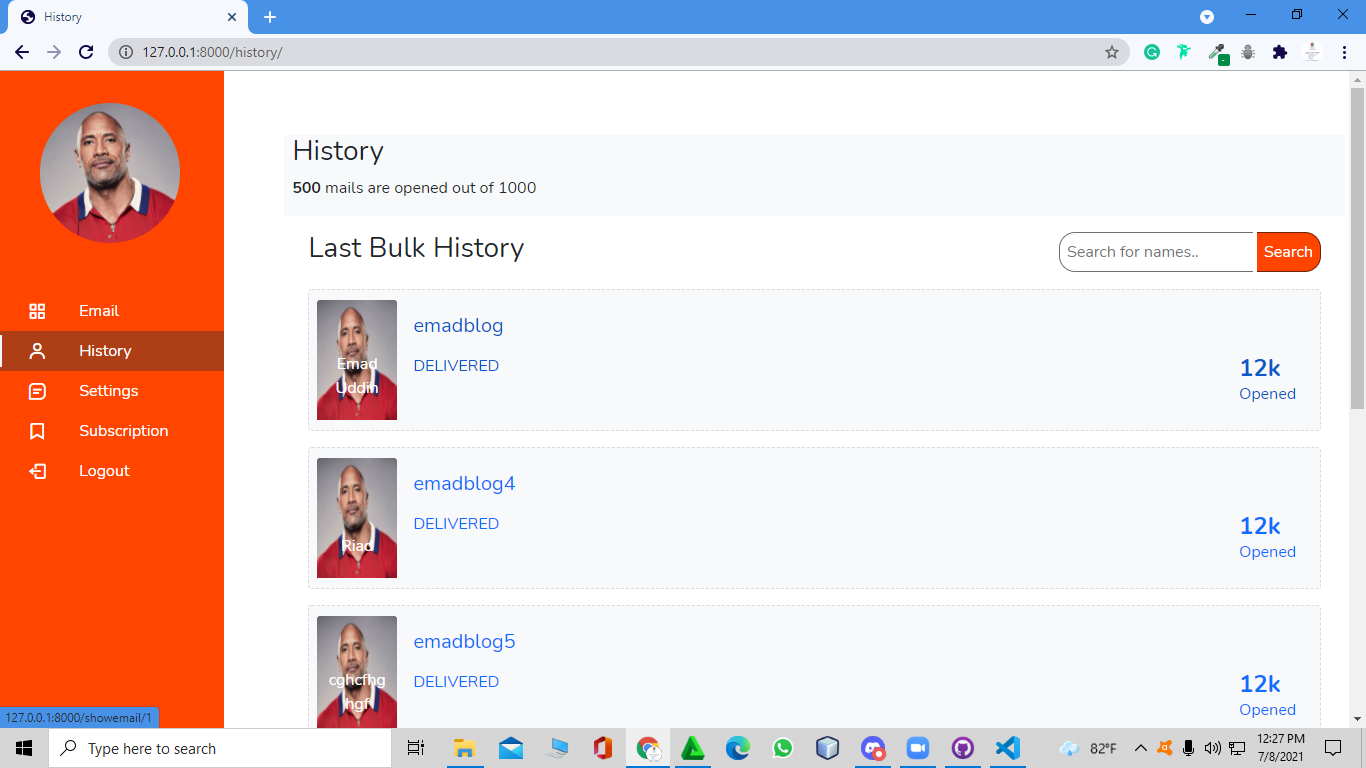 History
127.0.0.1:8000/history/
History
500 mails are opened out of 1000
Last Bulk History
Search for names..
Search
Email
History
Settings
Subscription
Logout
Emad
Uddin
emadblog
DELIVERED
12k
Opened
Riad
emadblog4
DELIVERED
12k
Opened
cghcfhg
hgf
emadblog5
DELIVERED
12k
Opened
127.0.0.1:8000/showemail/1
Type here to search
82°F
12:27 PM
7/8/2021